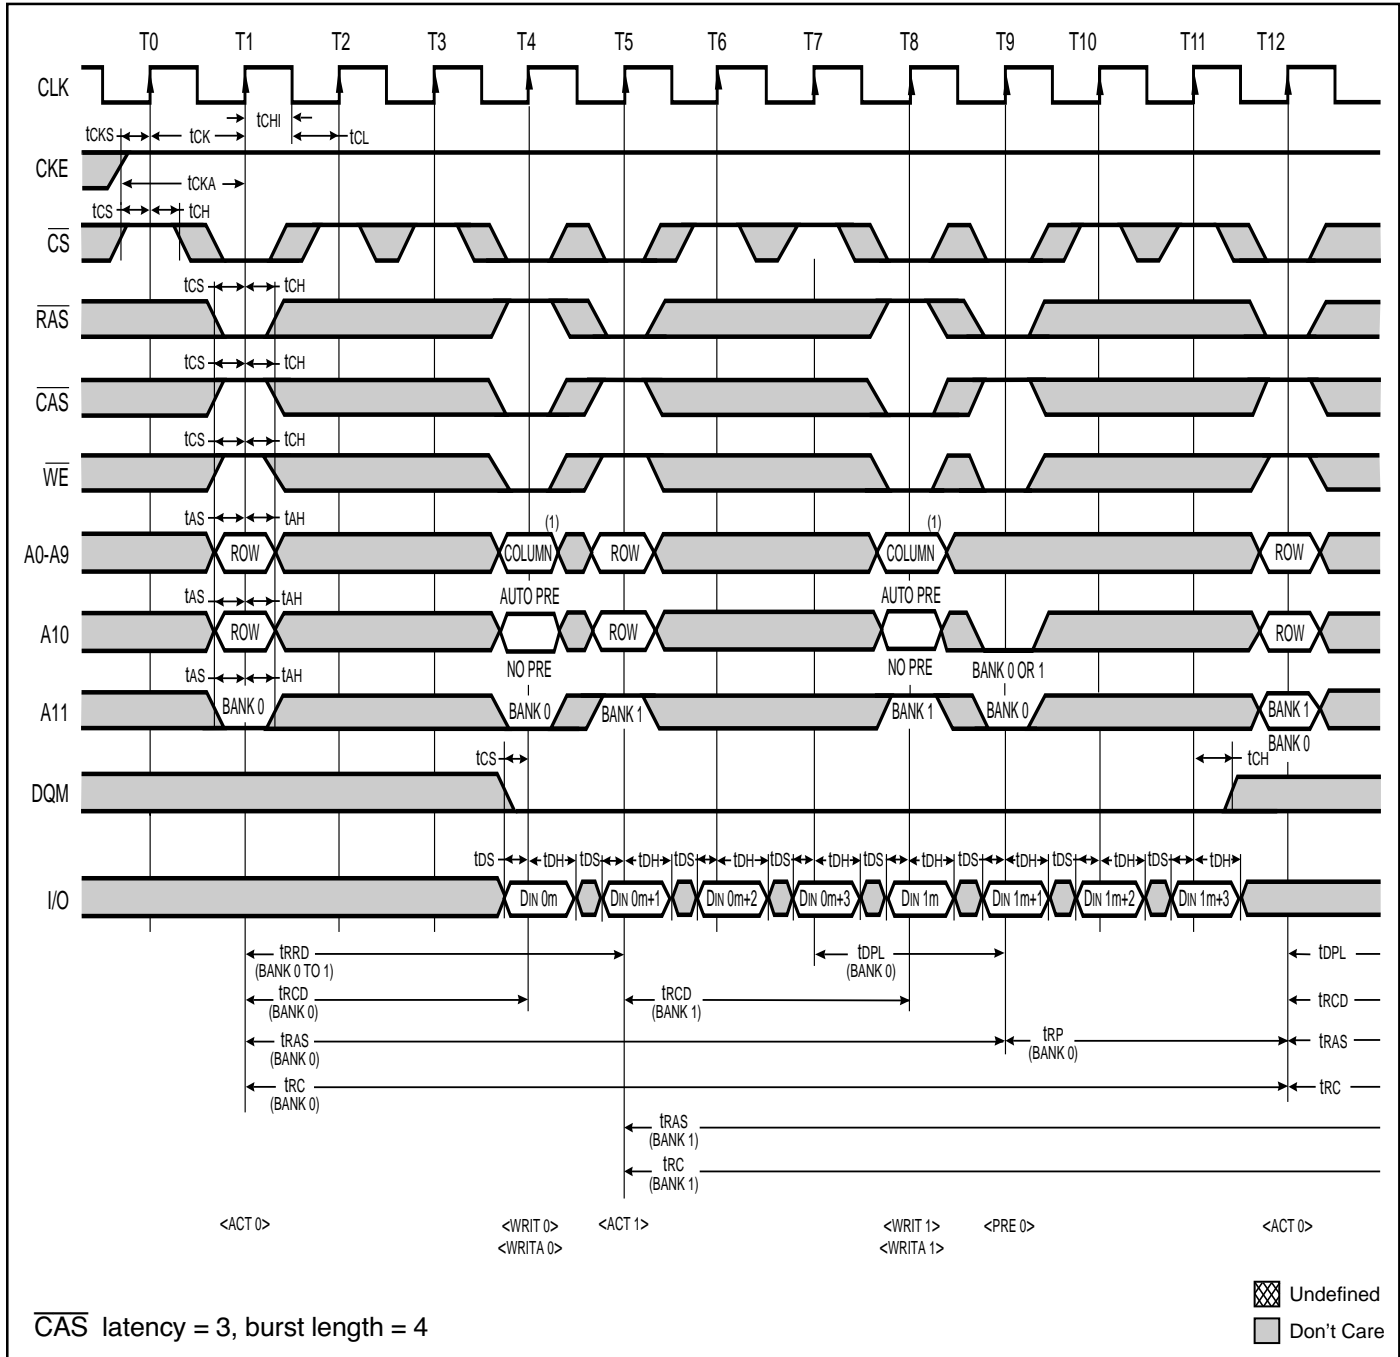 T0 T1 T2 T3 T4 T5 T6 T7 T8 T9 T10 T11 T12
CLK
tCHI
tCKS tCK tCL
CKE
tCKA
tCS tCH
CS
tCS tCH
RAS
tCS tCH
CAS
tCS tCH
WE
tAS tAH (1) (1)
A0-A9 ROW COLUMN ROW COLUMN ROW
tAS tAH AUTO PRE AUTO PRE
A10 ROW ROW ROW
NO PRE NO PRE BANK 0 OR 1
tAS tAH
A11 BANK 0 BANK 0 BANK 1 BANK 1 BANK 0 BANK 1
BANK 0
tCS tCH
DQM
tDS tDH tDS tDH tDS tDH tDS tDH tDS tDH tDS tDH tDS tDH tDS tDH
I/O DIN 0m DIN 0m+1 DIN 0m+2 DIN 0m+3 DIN 1m DIN 1m+1 DIN 1m+2 DIN 1m+3
tRRD tDPL tDPL
(BANK 0 TO 1) (BANK 0)
tRCD tRCD tRCD
(BANK 0) (BANK 1)
tRAS tRP tRAS
(BANK 0) (BANK 0)
tRC tRC
(BANK 0)
tRAS
(BANK 1)
tRC
(BANK 1)
<ACT 0> <WRIT 0> <ACT 1> <WRIT 1> <PRE 0> <ACT 0>
<WRITA 0> <WRITA 1>
Undefined
CAS latency = 3, burst length = 4
Don't Care